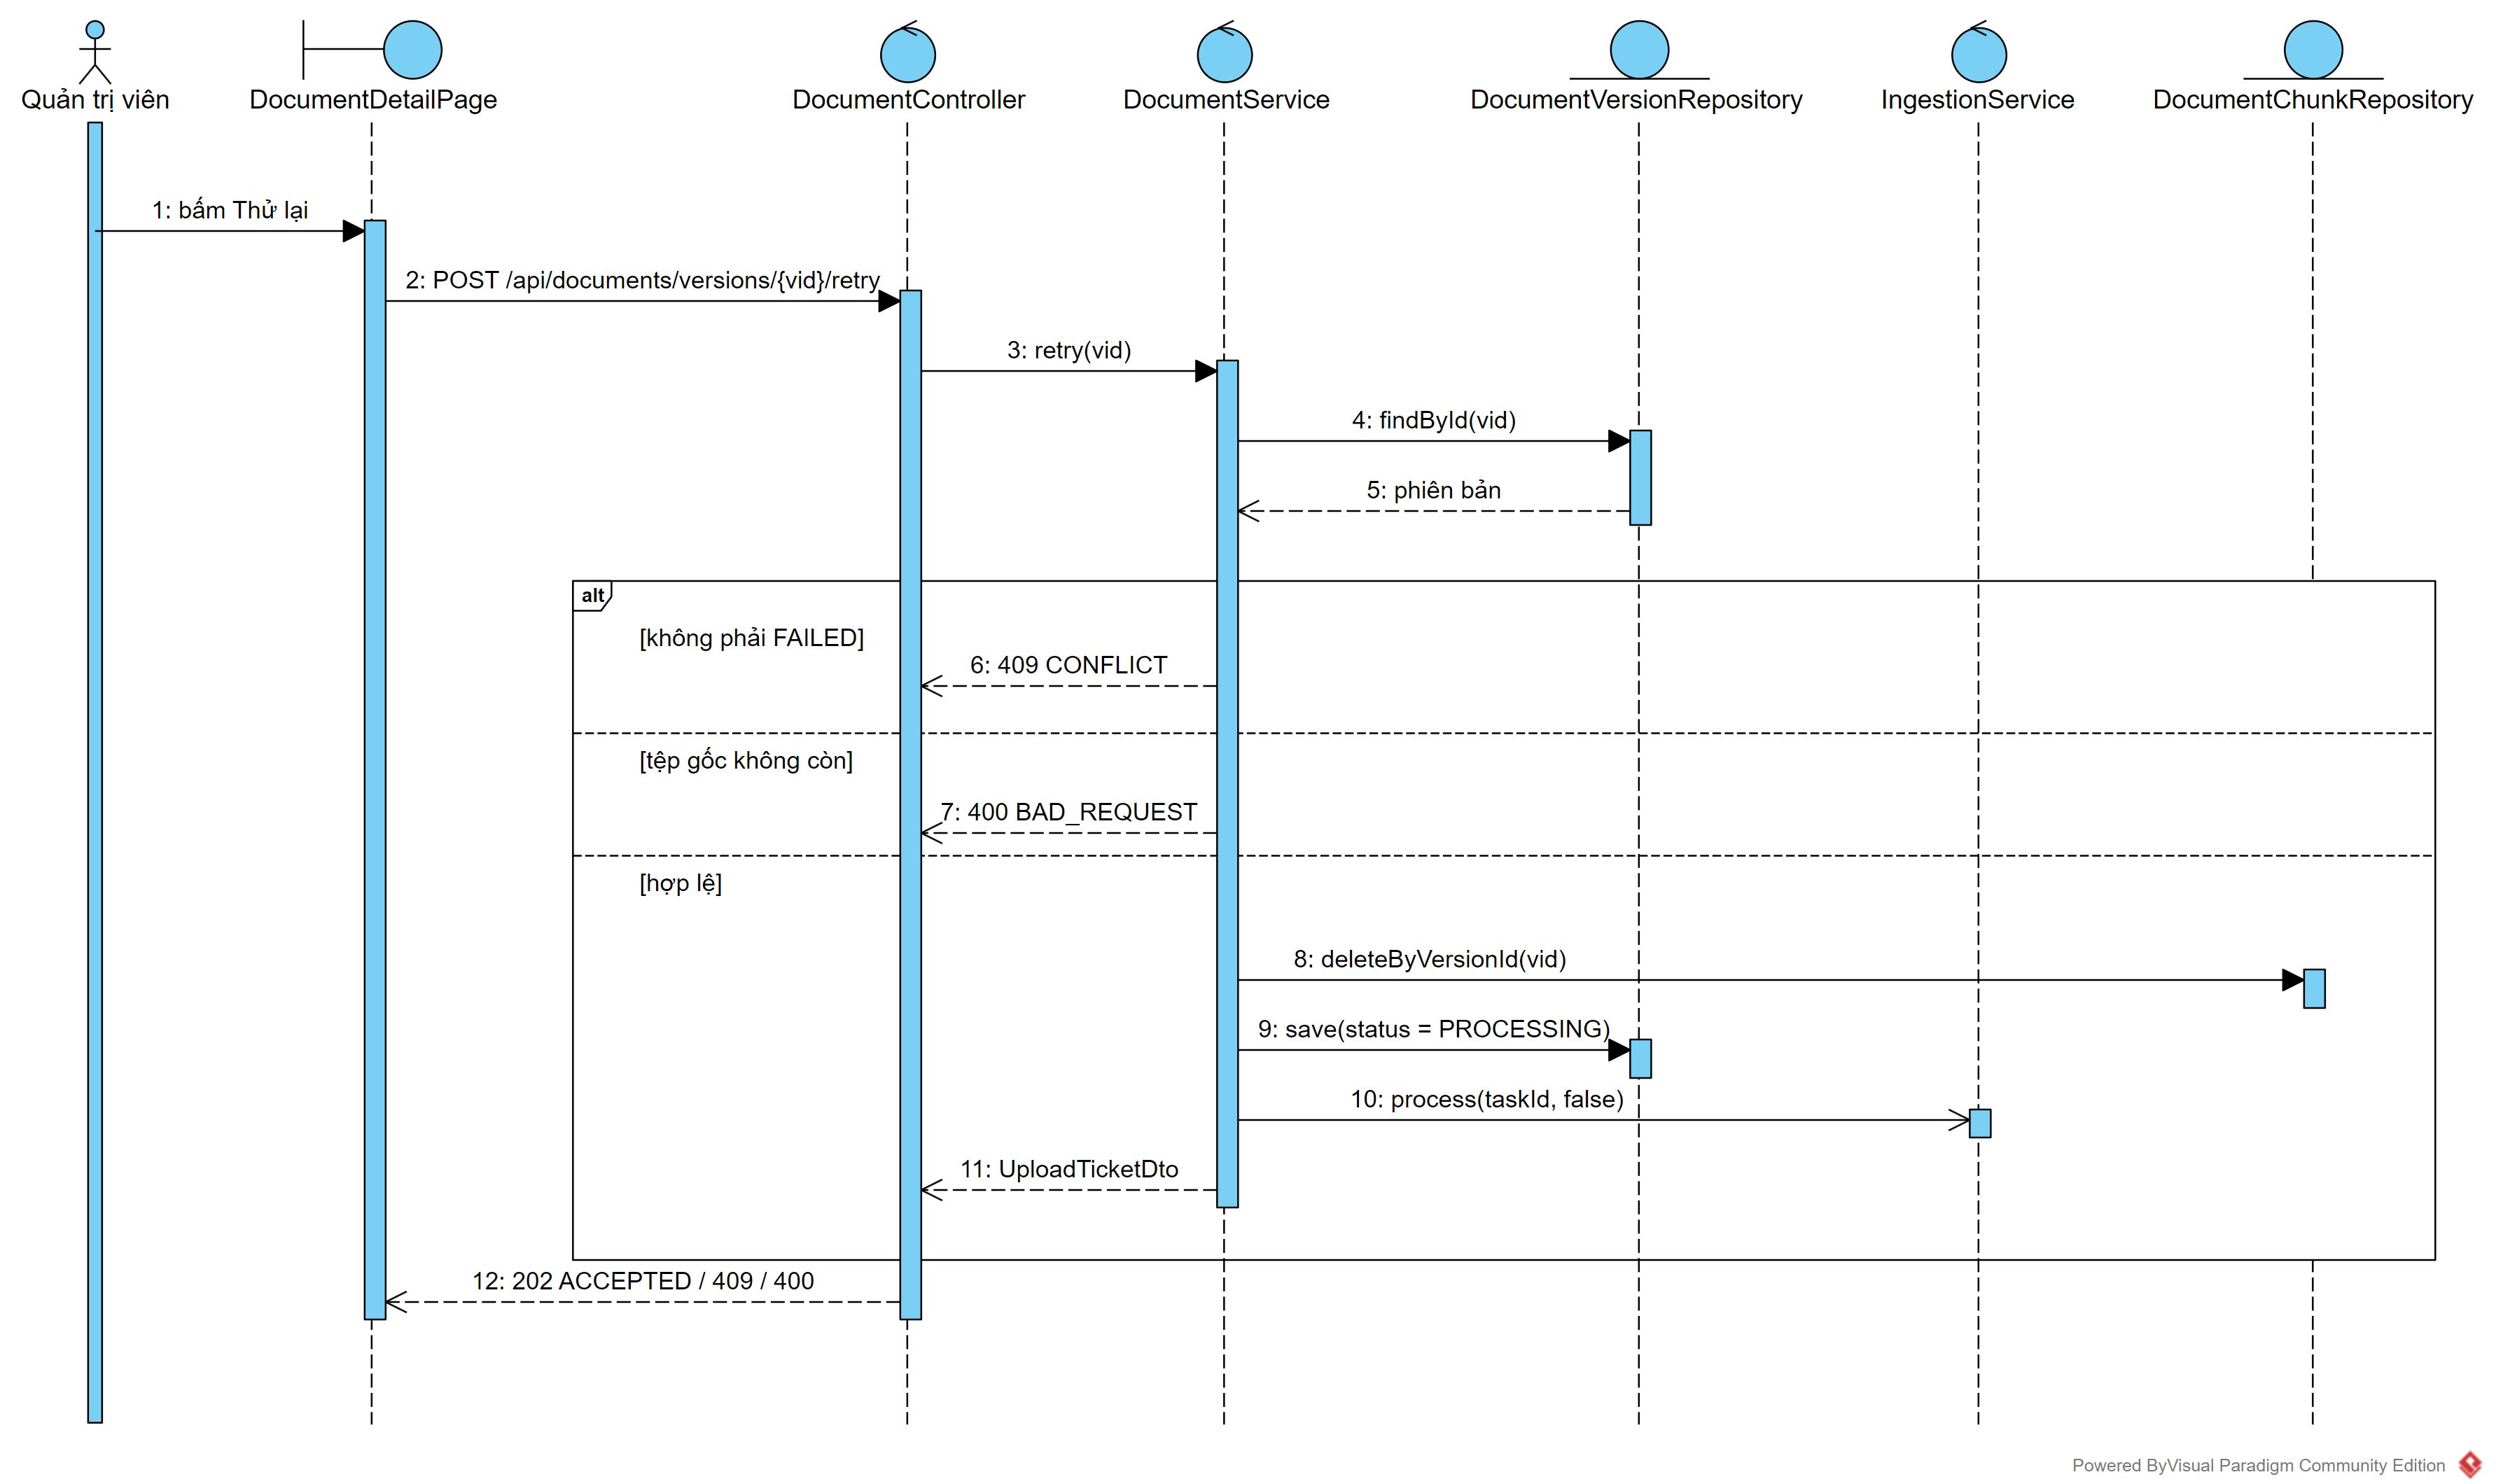 Quản trị viên
DocumentDetailPage
DocumentController
DocumentService
DocumentVersionRepository
IngestionService
DocumentChunkRepository
1: bấm Thử lại
2: POST /api/documents/versions/{vid}/retry
3: retry(vid)
4: findById(vid)
5: phiên bản
alt
[không phải FAILED]
6: 409 CONFLICT
[tệp gốc không còn]
7: 400 BAD_REQUEST
[hợp lệ]
8: deleteByVersionId(vid)
9: save(status = PROCESSING)
10: process(taskId, false)
11: UploadTicketDto
12: 202 ACCEPTED / 409 / 400
Powered ByVisual Paradigm Community Edition